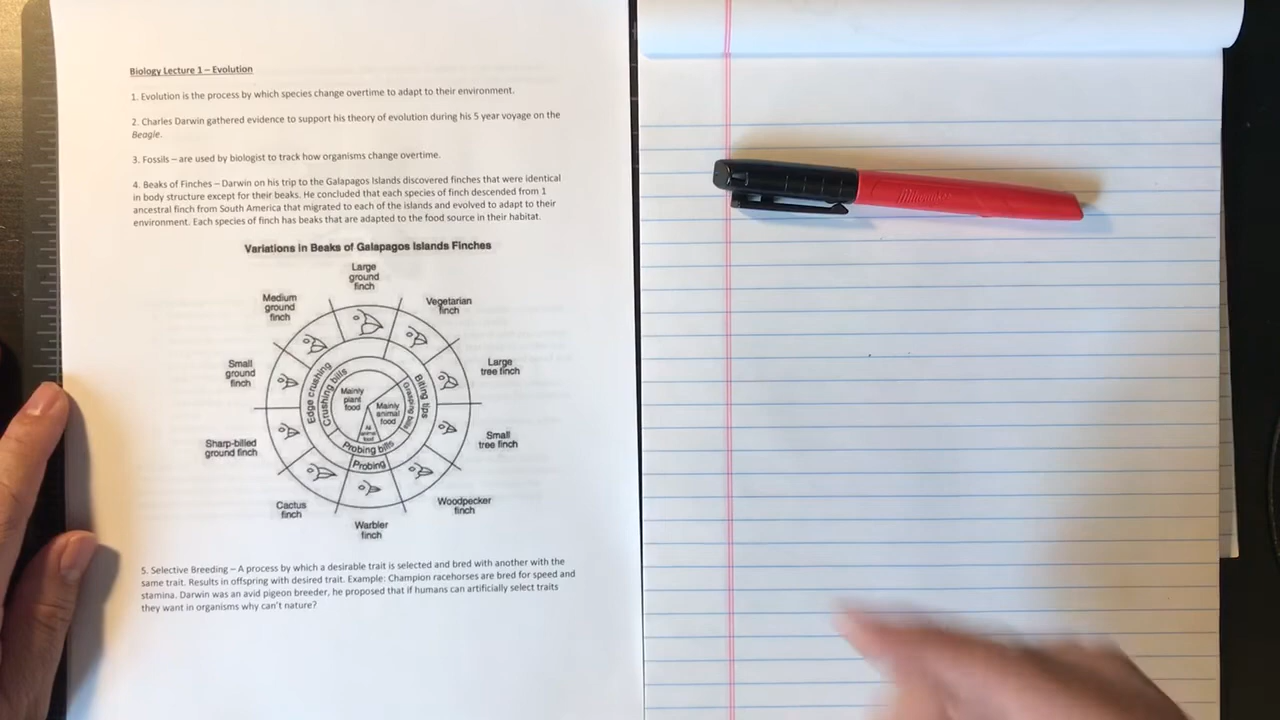 Biology Lecture 1 – Evolution
1. Evolution is the process by which species change overtime to adapt to their environment.
2. Charles Darwin gathered evidence to support his theory of evolution during his 5 year voyage on the
Beagle.
3. Fossils – are used by biologist to track how organisms change overtime.
4. Beaks of Finches – Darwin on his trip to the Galapagos Islands discovered finches that were identical
in body structure except for their beaks. He concluded that each species of finch descended from 1
ancestral finch from South America that migrated to each of the islands and evolved to adapt to their
environment. Each species of finch has beaks that are adapted to the food source in their habitat.
Variations in Beaks of Galapagos Islands Finches
Large
ground
finch
Medium
ground
finch
Vegetarian
finch
Small
ground
finch
Large
tree finch
Edge crushing
Crushing bills
Mainly
plant
food
Mainly
animal
food
All
animal
food
Grasping bills
Biting tips
Probing bills
Probing
Sharp-billed
ground finch
Small
tree finch
Cactus
finch
Woodpecker
finch
Warbler
finch
5. Selective Breeding – A process by which a desirable trait is selected and bred with another with the
same trait. Results in offspring with desired trait. Example: Champion racehorses are bred for speed and
stamina. Darwin was an avid pigeon breeder, he proposed that if humans can artificially select traits
they want in organisms why can't nature?
Milwaukee